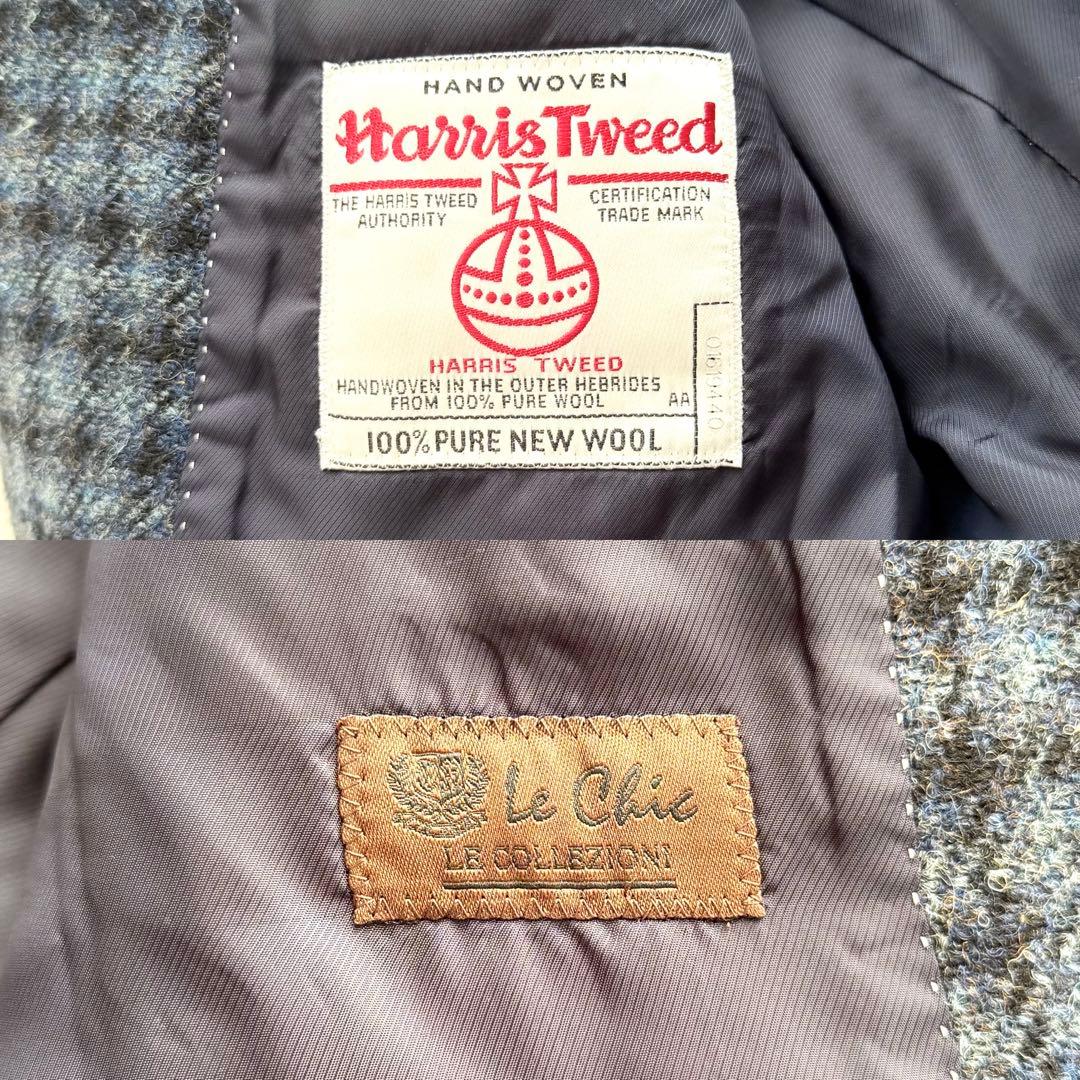 HAND WOVEN
Harris Tweed
THE HARRIS TWEED
AUTHORITY
CERTIFICATION
TRADE MARK
HARRIS TWEED
HANDWOVEN IN THE OUTER HEBRIDES
FROM 100% PURE WOOL
AA
100% PURE NEW WOOL
Le Chic
LE COLLEZIONI